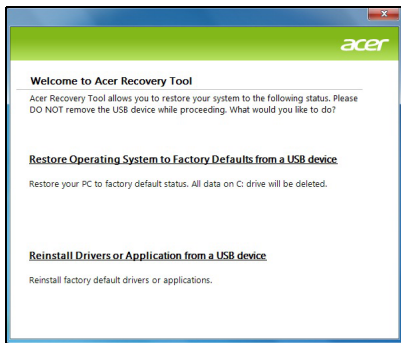 acer
Welcome to Acer Recovery Tool
Acer Recovery Tool allows you to restore your system to the following status. Please
DO NOT remove the USB device while proceeding. What would you like to do?
Restore Operating System to Factory Defaults from a USB device
Restore your PC to factory default status. All data on C: drive will be deleted.
Reinstall Drivers or Application from a USB device
Reinstall factory default drivers or applications.